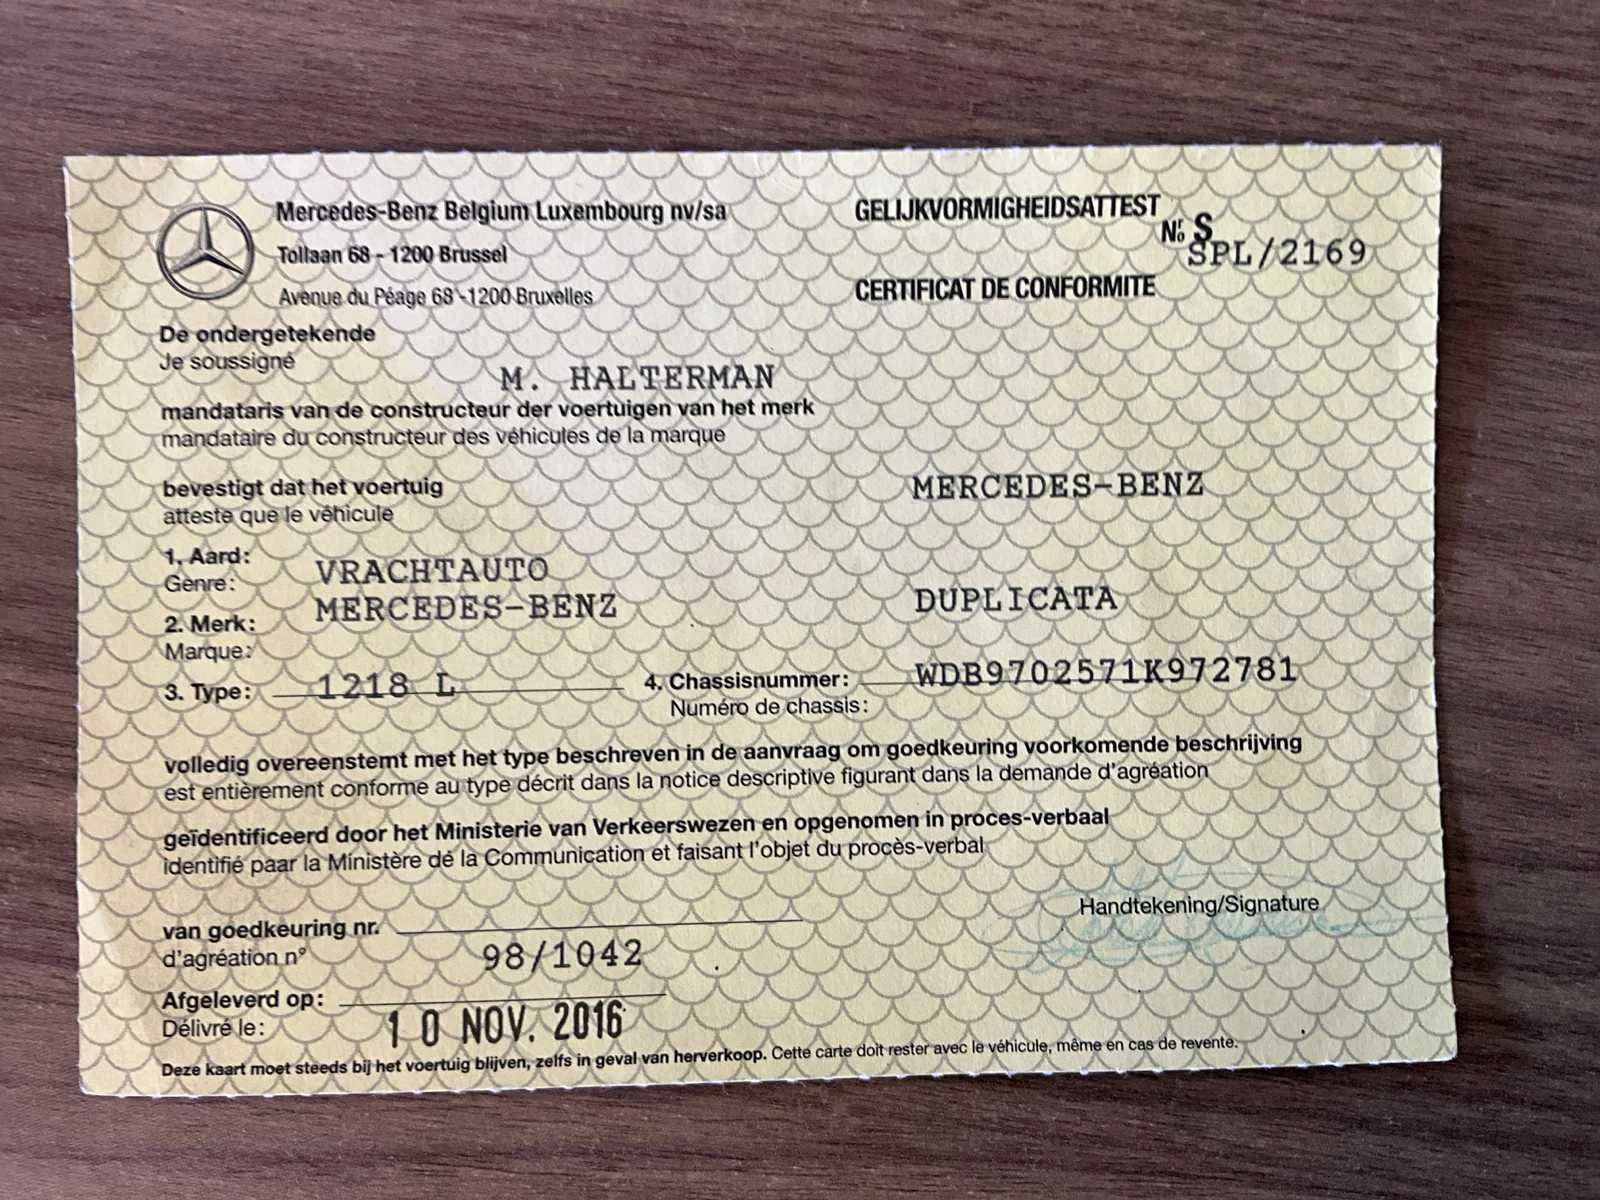 Mercedes-Benz Belgium Luxembourg nv/sa
Tollaan 68 - 1200 Brussel
Avenue du Péage 68 - 1200 Bruxelles
GELIJKVORMIGHEIDSATTEST
Nr. o S
SPL/2169
CERTIFICAT DE CONFORMITE
De ondergetekende
Je soussigné
M. HALTERMAN
mandataris van de constructeur der voertuigen van het merk
mandataire du constructeur des véhicules de la marque
MERCEDES-BENZ
bevestigt dat het voertuig
atteste que le véhicule
1. Aard: VRACHTAUTO
Genre:
MERCEDES-BENZ DUPLICATA
2. Merk:
Marque:
3. Type: 1218 L 4. Chassisnummer: WDB9702571K972781
Numéro de chassis:
volledig overeenstemt met het type beschreven in de aanvraag om goedkeuring voorkomende beschrijving
est entièrement conforme au type décrit dans la notice descriptive figurant dans la demande d'agréation
geïdentificeerd door het Ministerie van Verkeerswezen en opgenomen in proces-verbaal
identifié paar la Ministère dé la Communication et faisant l'objet du procès-verbal
Handtekening/Signature
van goedkeuring nr.
d'agréation n° 98/1042
Afgeleverd op:
Délivré le: 10 NOV. 2016
Deze kaart moet steeds bij het voertuig blijven, zelfs in geval van herverkoop. Cette carte doit rester avec le véhicule, même en cas de revente.